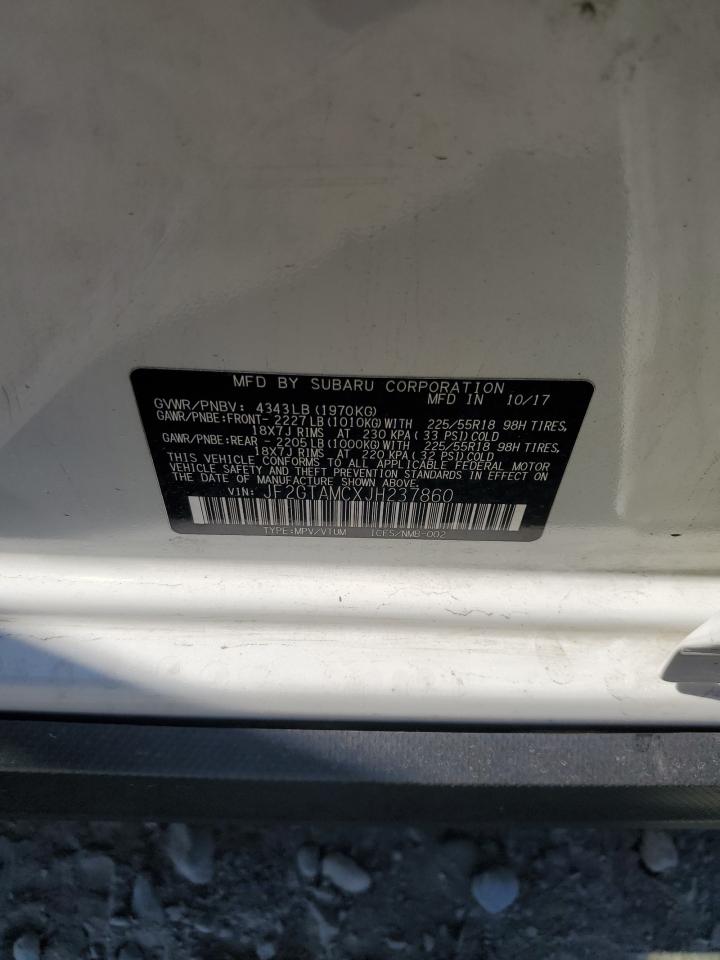 MFD BY SUBARU CORPORATION MFD IN 10/17
GVWR/PNBV: 4343LB (1970KG)
GAWR/PNBE:FRONT- 2227LB (1010KG) WITH 225/55R18 98H TIRES,
18X7J RIMS AT 230 KPA (33 PSI) COLD
GAWR/PNBE:REAR - 2205LB (1000KG) WITH 225/55R18 98H TIRES,
18X7J RIMS AT 220 KPA (32 PSI) COLD
THIS VEHICLE CONFORMS TO ALL APPLICABLE FEDERAL MOTOR
VEHICLE SAFETY AND THEFT PREVENTION STANDARDS IN EFFECT ON
THE DATE OF MANUFACTURE SHOWN ABOVE.
VIN: JF2GTAMCXJH237860
TYPE:MPV/VTUM ICES/NMB-002